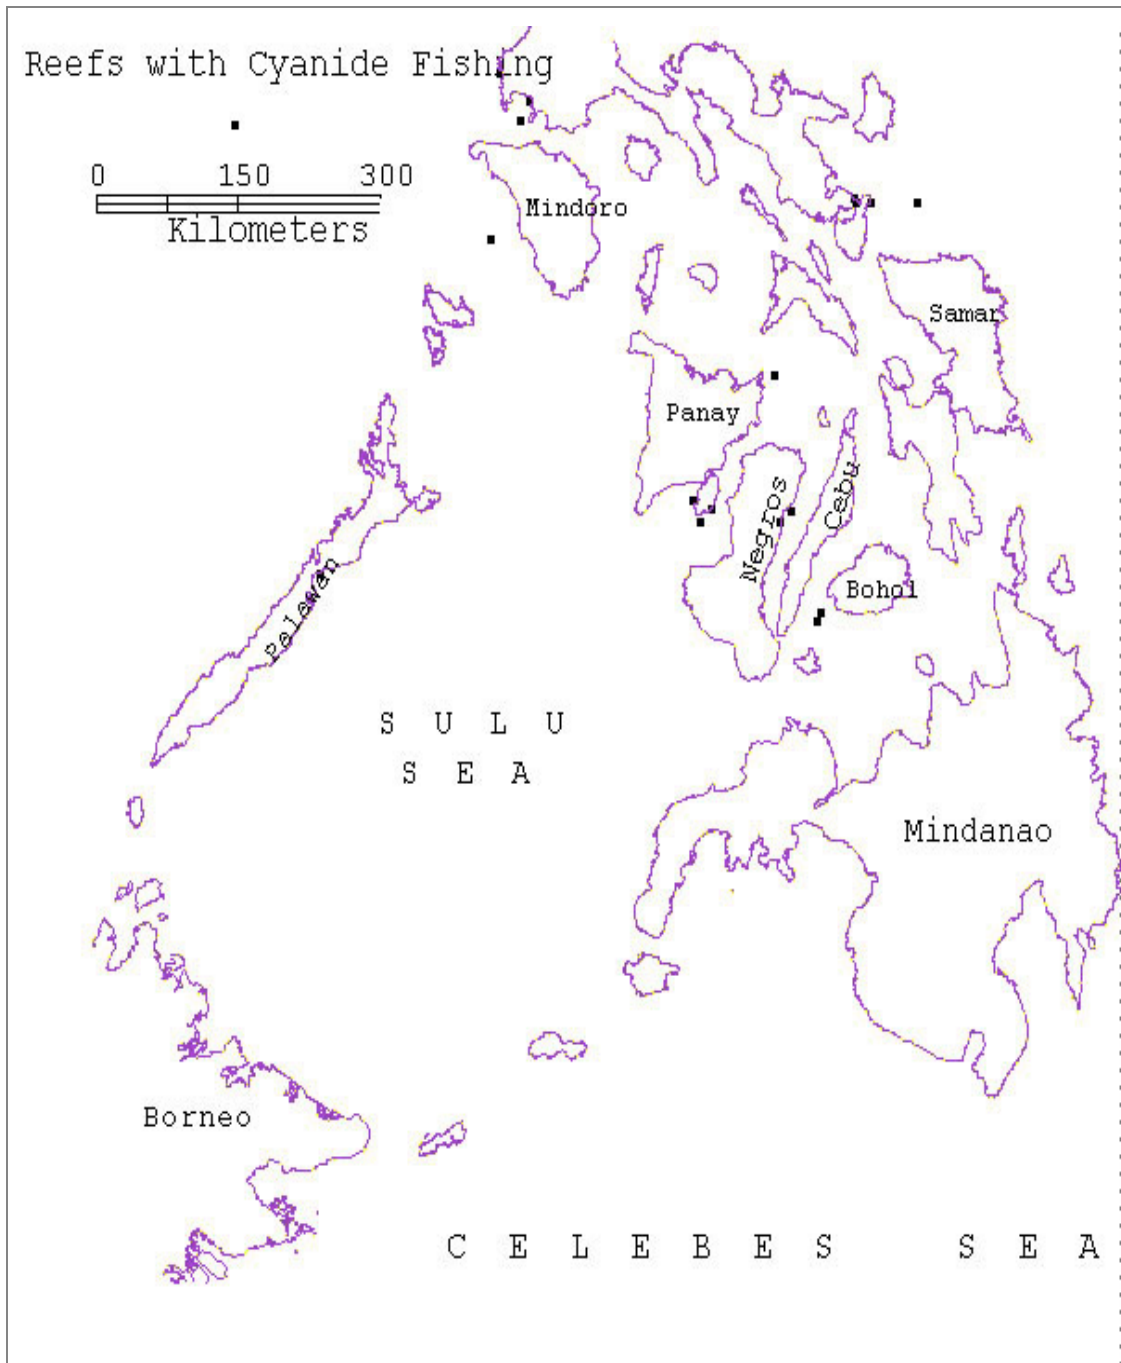 Reefs with Cyanide Fishing
0 150 300
Kilometers
Mindoro
Samar
Panay
Negros
Cebu
Bohol
Palawan
S U L U
S E A
Mindanao
Borneo
C E L E B E S S E A